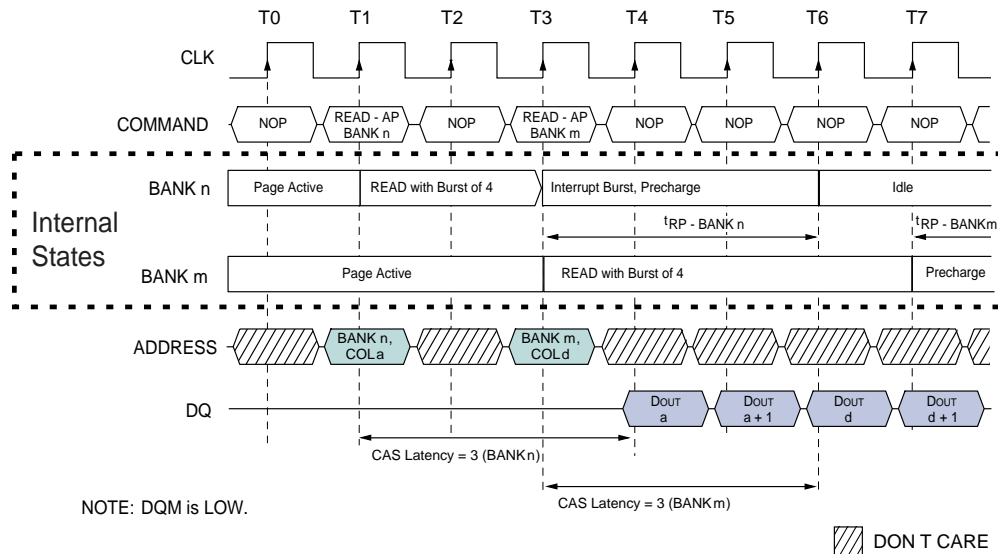 T0 T1 T2 T3 T4 T5 T6 T7
CLK
COMMAND NOP READ - AP BANK n NOP READ - AP BANK m NOP NOP NOP NOP
Internal States
BANK n Page Active READ with Burst of 4 Interrupt Burst, Precharge Idle
tRP - BANK n tRP - BANK m
BANK m Page Active READ with Burst of 4 Precharge
ADDRESS BANK n, COL a BANK m, COL d
DQ DOUT a DOUT a + 1 DOUT d DOUT d + 1
CAS Latency = 3 (BANK n)
CAS Latency = 3 (BANK m)
NOTE: DQM is LOW.
DON T CARE